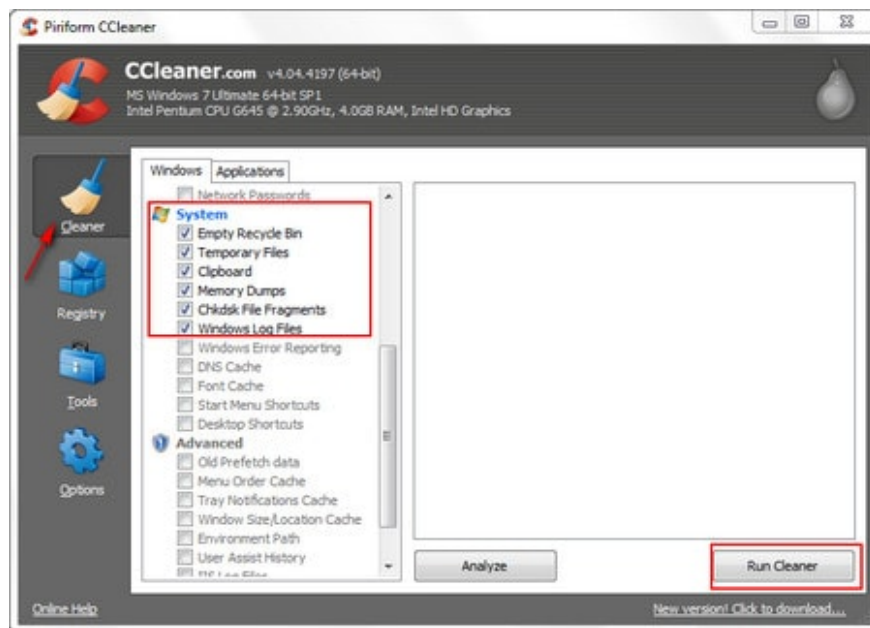 Piriform CCleaner
CCleaner.com v4.04.4197 (64-bit)
MS Windows 7 Ultimate 64-bit SP1
Intel Pentium CPU G645 @ 2.90GHz, 4.0GB RAM, Intel HD Graphics
Cleaner
Registry
Tools
Options
Windows Applications
Network Passwords
System
Empty Recycle Bin
Temporary Files
Clipboard
Memory Dumps
Chkdsk File Fragments
Windows Log Files
Windows Error Reporting
DNS Cache
Font Cache
Start Menu Shortcuts
Desktop Shortcuts
Advanced
Old Prefetch data
Menu Order Cache
Tray Notifications Cache
Window Size/Location Cache
Environment Path
User Assist History
IIS Log Files
Analyze
Run Cleaner
Online Help
New version! Click to download...